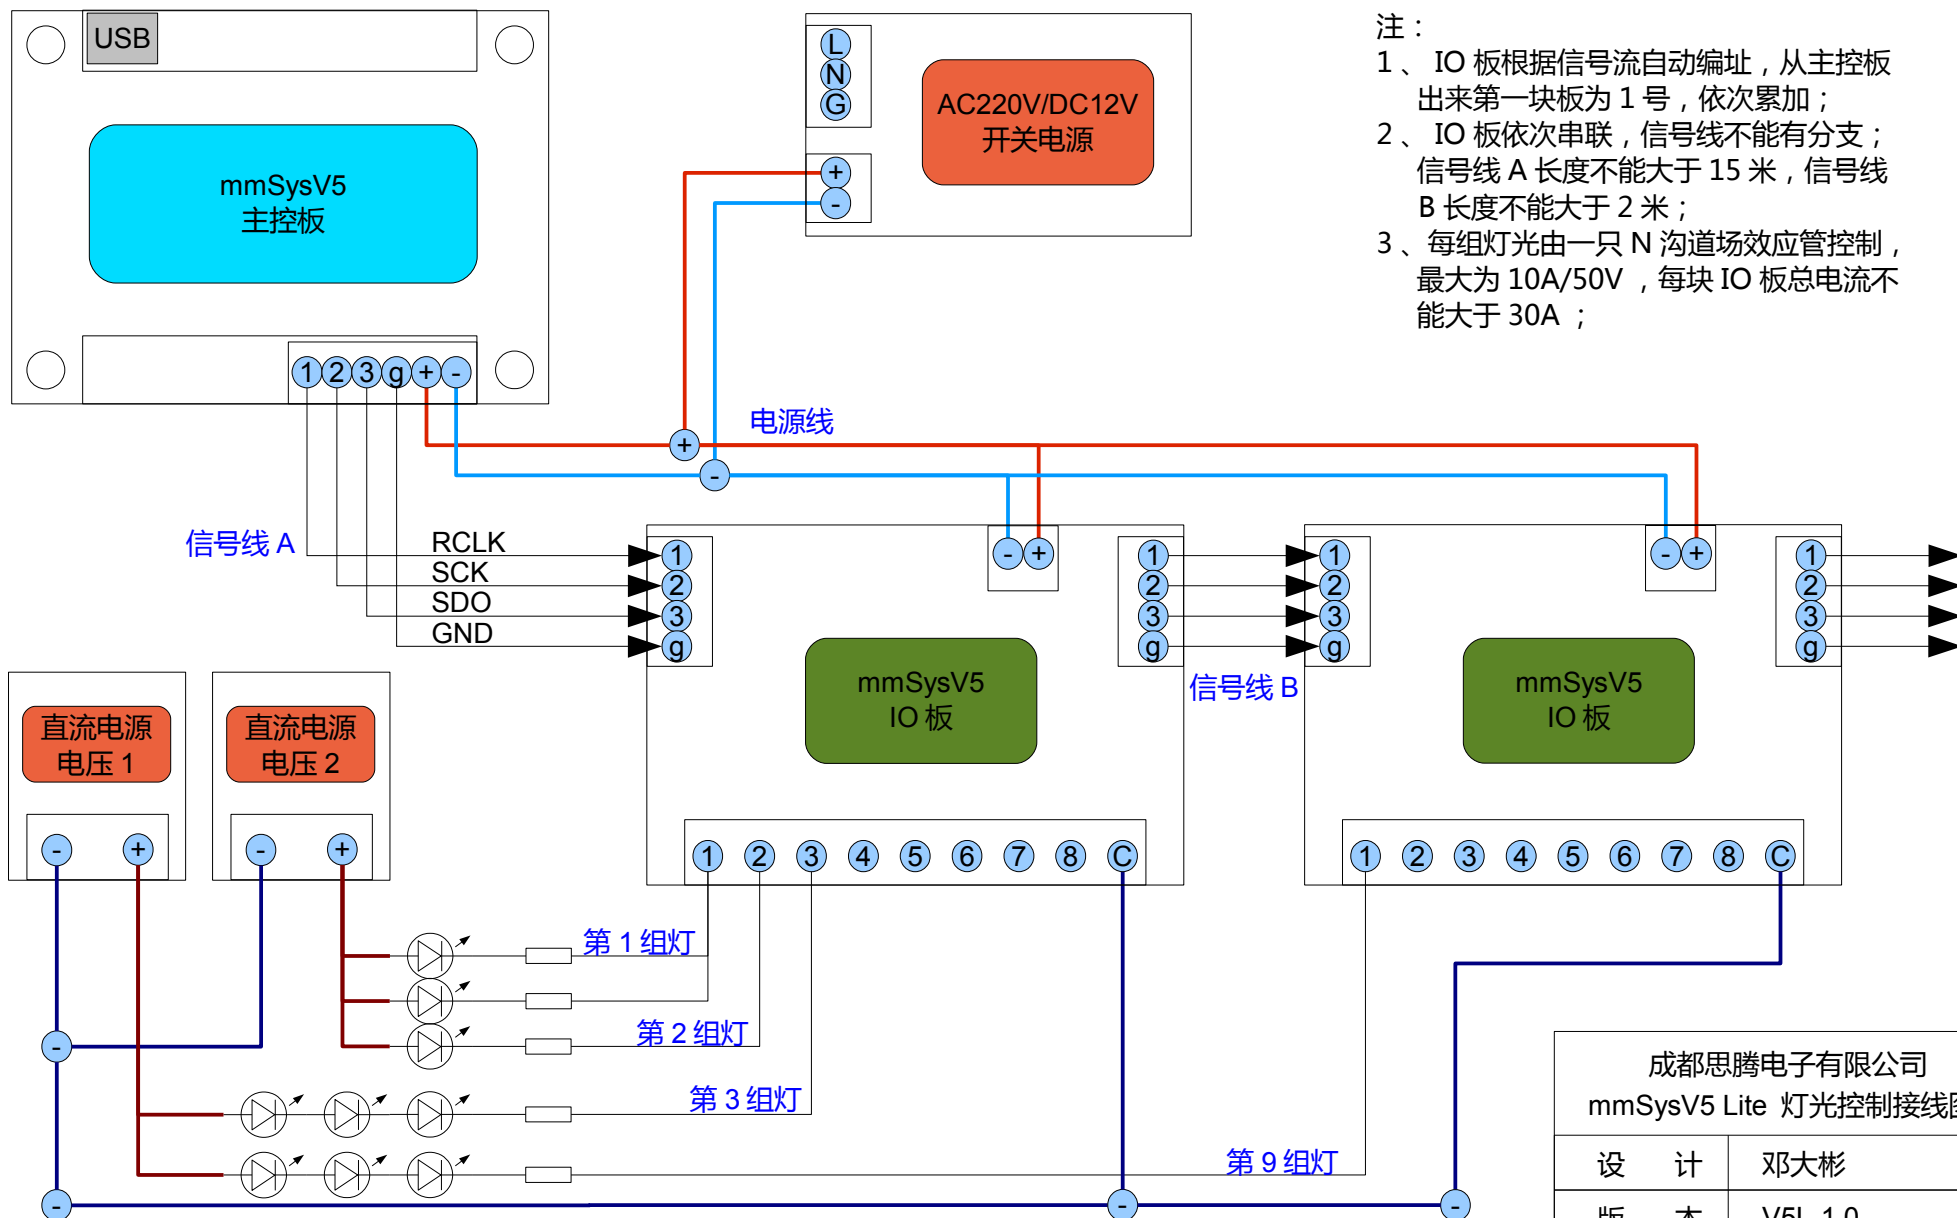 USB
mmSysV5
主控板
1 2 3 g + -
L
N
G
+
-
AC220V/DC12V
开关电源
注：
1、 IO 板根据信号流自动编址，从主控板
出来第一块板为 1 号，依次累加；
2、 IO 板依次串联，信号线不能有分支；
信号线 A 长度不能大于 15 米，信号线
B 长度不能大于 2 米；
3、每组灯光由一只 N 沟道场效应管控制，
最大为 10A/50V ，每块 IO 板总电流不
能大于 30A ；
电源线
+
-
信号线 A
RCLK
SCK
SDO
GND
1
2
3
g
- +
1
2
3
g
mmSysV5
IO 板
1 2 3 4 5 6 7 8 C
信号线 B
1
2
3
g
- +
1
2
3
g
mmSysV5
IO 板
1 2 3 4 5 6 7 8 C
直流电源
电压 1
- +
直流电源
电压 2
- +
第 1 组灯
第 2 组灯
-
第 3 组灯
第 9 组灯
- - -
成都思腾电子有限公司
mmSysV5 Lite 灯光控制接线图
设 计 邓大彬
版 本 V5L-1.0